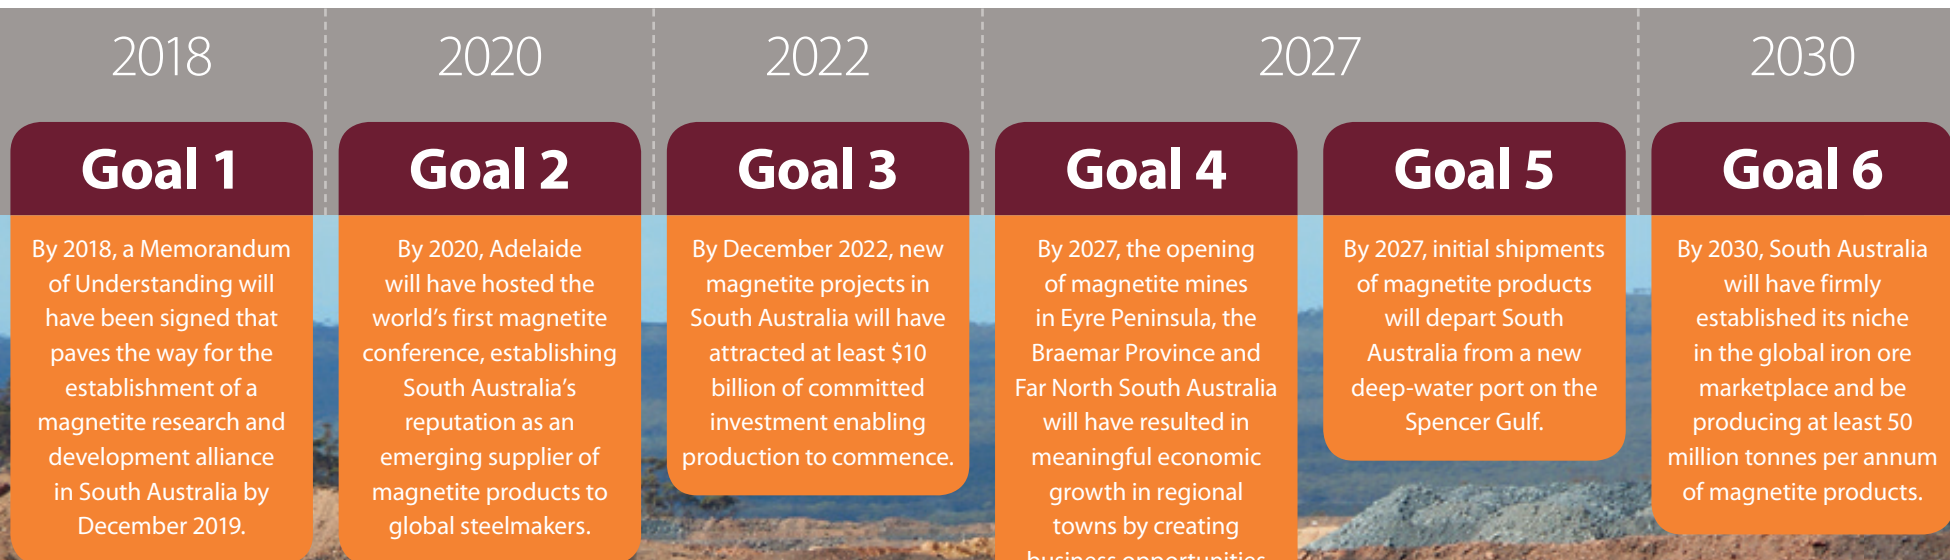 2018
2020
2022
2027
2030
Goal 1
By 2018, a Memorandum
of Understanding will
have been signed that
paves the way for the
establishment of a
magnetite research and
development alliance
in South Australia by
December 2019.
Goal 2
By 2020, Adelaide
will have hosted the
world's first magnetite
conference, establishing
South Australia's
reputation as an
emerging supplier of
magnetite products to
global steelmakers.
Goal 3
By December 2022, new
magnetite projects in
South Australia will have
attracted at least $10
billion of committed
investment enabling
production to commence.
Goal 4
By 2027, the opening
of magnetite mines
in Eyre Peninsula, the
Braemar Province and
Far North South Australia
will have resulted in
meaningful economic
growth in regional
towns by creating
business opportunities
Goal 5
By 2027, initial shipments
of magnetite products
will depart South
Australia from a new
deep-water port on the
Spencer Gulf.
Goal 6
By 2030, South Australia
will have firmly
established its niche
in the global iron ore
marketplace and be
producing at least 50
million tonnes per annum
of magnetite products.